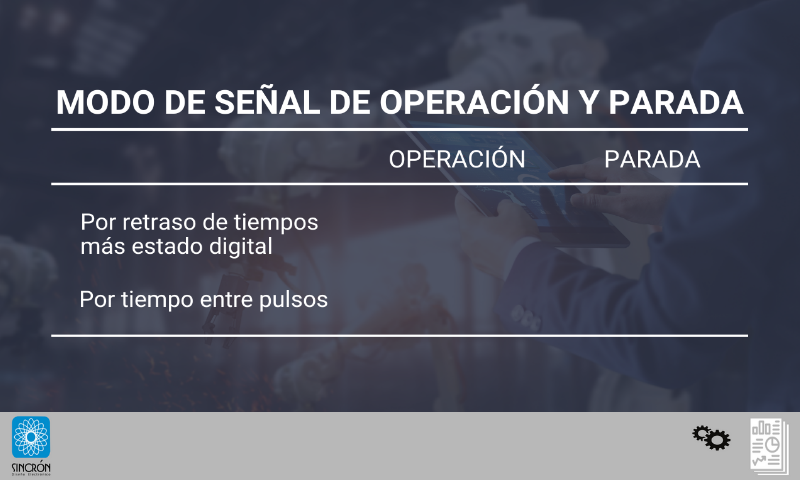 MODO DE SEÑAL DE OPERACIÓN Y PARADA
OPERACIÓN PARADA
Por retraso de tiempos
más estado digital
Por tiempo entre pulsos
SINCRÓN